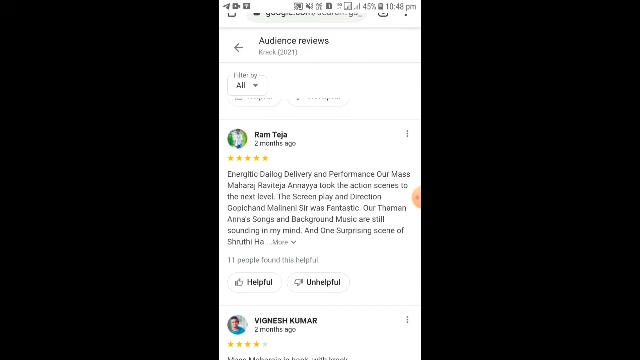 45% 10:48 pm
Audience reviews
Krack (2021)
Filter by
All
Ram Teja
2 months ago
Energitic Dailog Delivery and Performance Our Mass
Maharaj Raviteja Annayya took the action scenes to
the next level. The Screen play and Direction
Gopichand Malineni Sir was Fantastic. Our Thaman
Anna's Songs and Background Music are still
sounding in my mind. And One Surprising scene of
Shruthi Ha ...More
11 people found this helpful.
Helpful Unhelpful
VIGNESH KUMAR
2 months ago